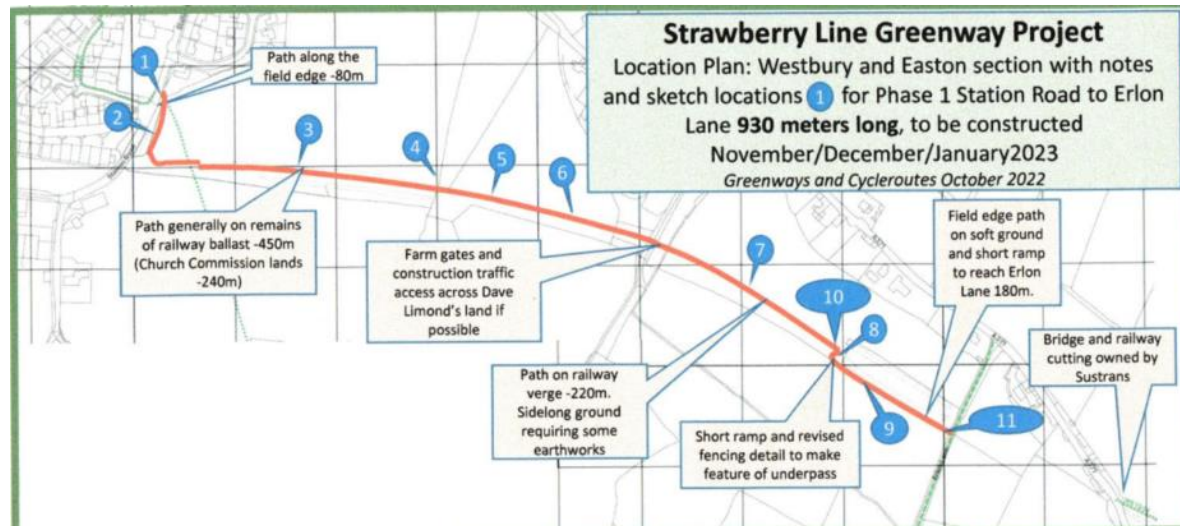 Strawberry Line Greenway Project
Location Plan: Westbury and Easton section with notes
and sketch locations 1 for Phase 1 Station Road to Erlon
Lane 930 meters long, to be constructed
November/December/January2023
Greenways and Cycleroutes October 2022
1
Path along the
field edge -80m
2
3
4
5
6
Path generally on remains
of railway ballast -450m
(Church Commission lands
-240m)
Farm gates and
construction traffic
access across Dave
Limond's land if
possible
7
Field edge path
on soft ground
and short ramp
to reach Erlon
Lane 180m.
10
8
Path on railway
verge -220m.
Sidelong ground
requiring some
earthworks
Short ramp and revised
fencing detail to make
feature of underpass
9
11
Bridge and railway
cutting owned by
Sustrans
A371
A371
A371